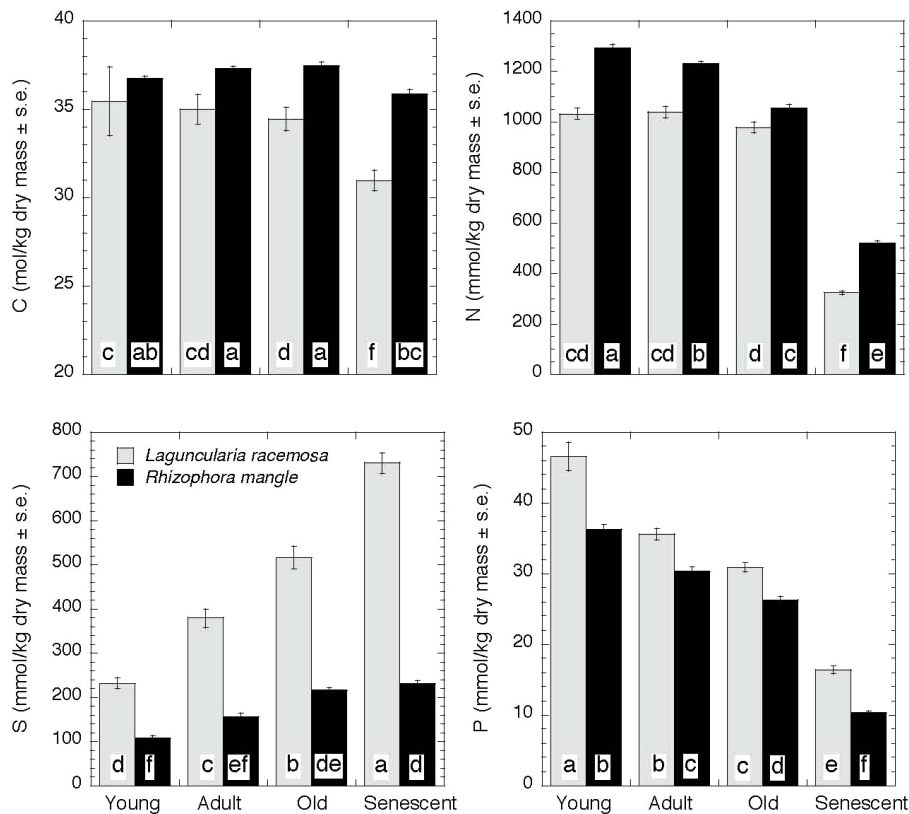 C (mol/kg dry mass ± s.e.)
40
35
30
25
20
c ab cd a d a f bc
N (mmol/kg dry mass ± s.e.)
1400
1200
1000
800
600
400
200
0
cd a cd b d c f e
S (mmol/kg dry mass ± s.e.)
800
700
600
500
400
300
200
100
0
Laguncularia racemosa
Rhizophora mangle
d f c ef b de a d
Young Adult Old Senescent
P (mmol/kg dry mass ± s.e.)
50
40
30
20
10
0
a b b c c d e f
Young Adult Old Senescent